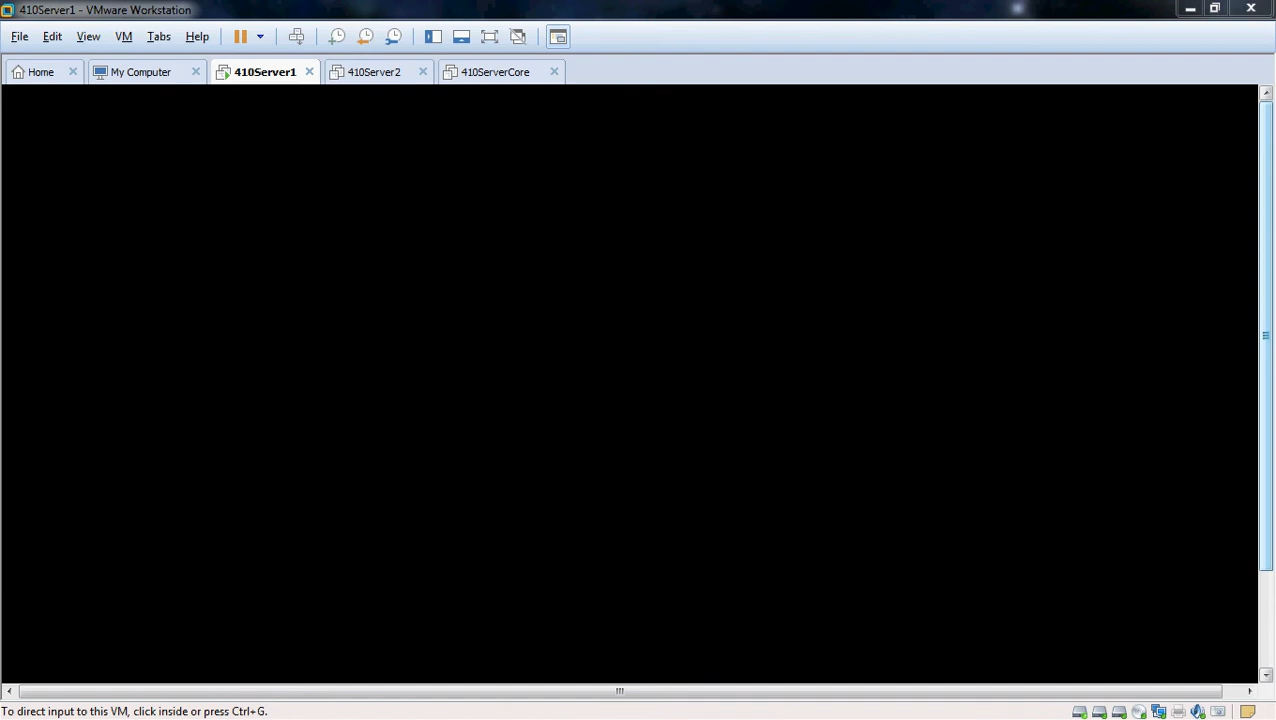 410Server1 - VMware Workstation
File Edit View VM Tabs Help
Home My Computer 410Server1 410Server2 410ServerCore
To direct input to this VM, click inside or press Ctrl+G.